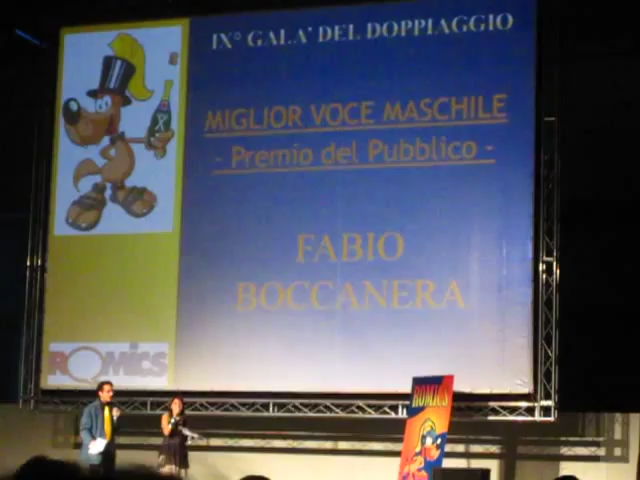 IX° GALA' DEL DOPPIAGGIO
MIGLIOR VOCE MASCHILE
- Premio del Pubblico -
FABIO
BOCCANERA
X
ROMICS
ROMICS